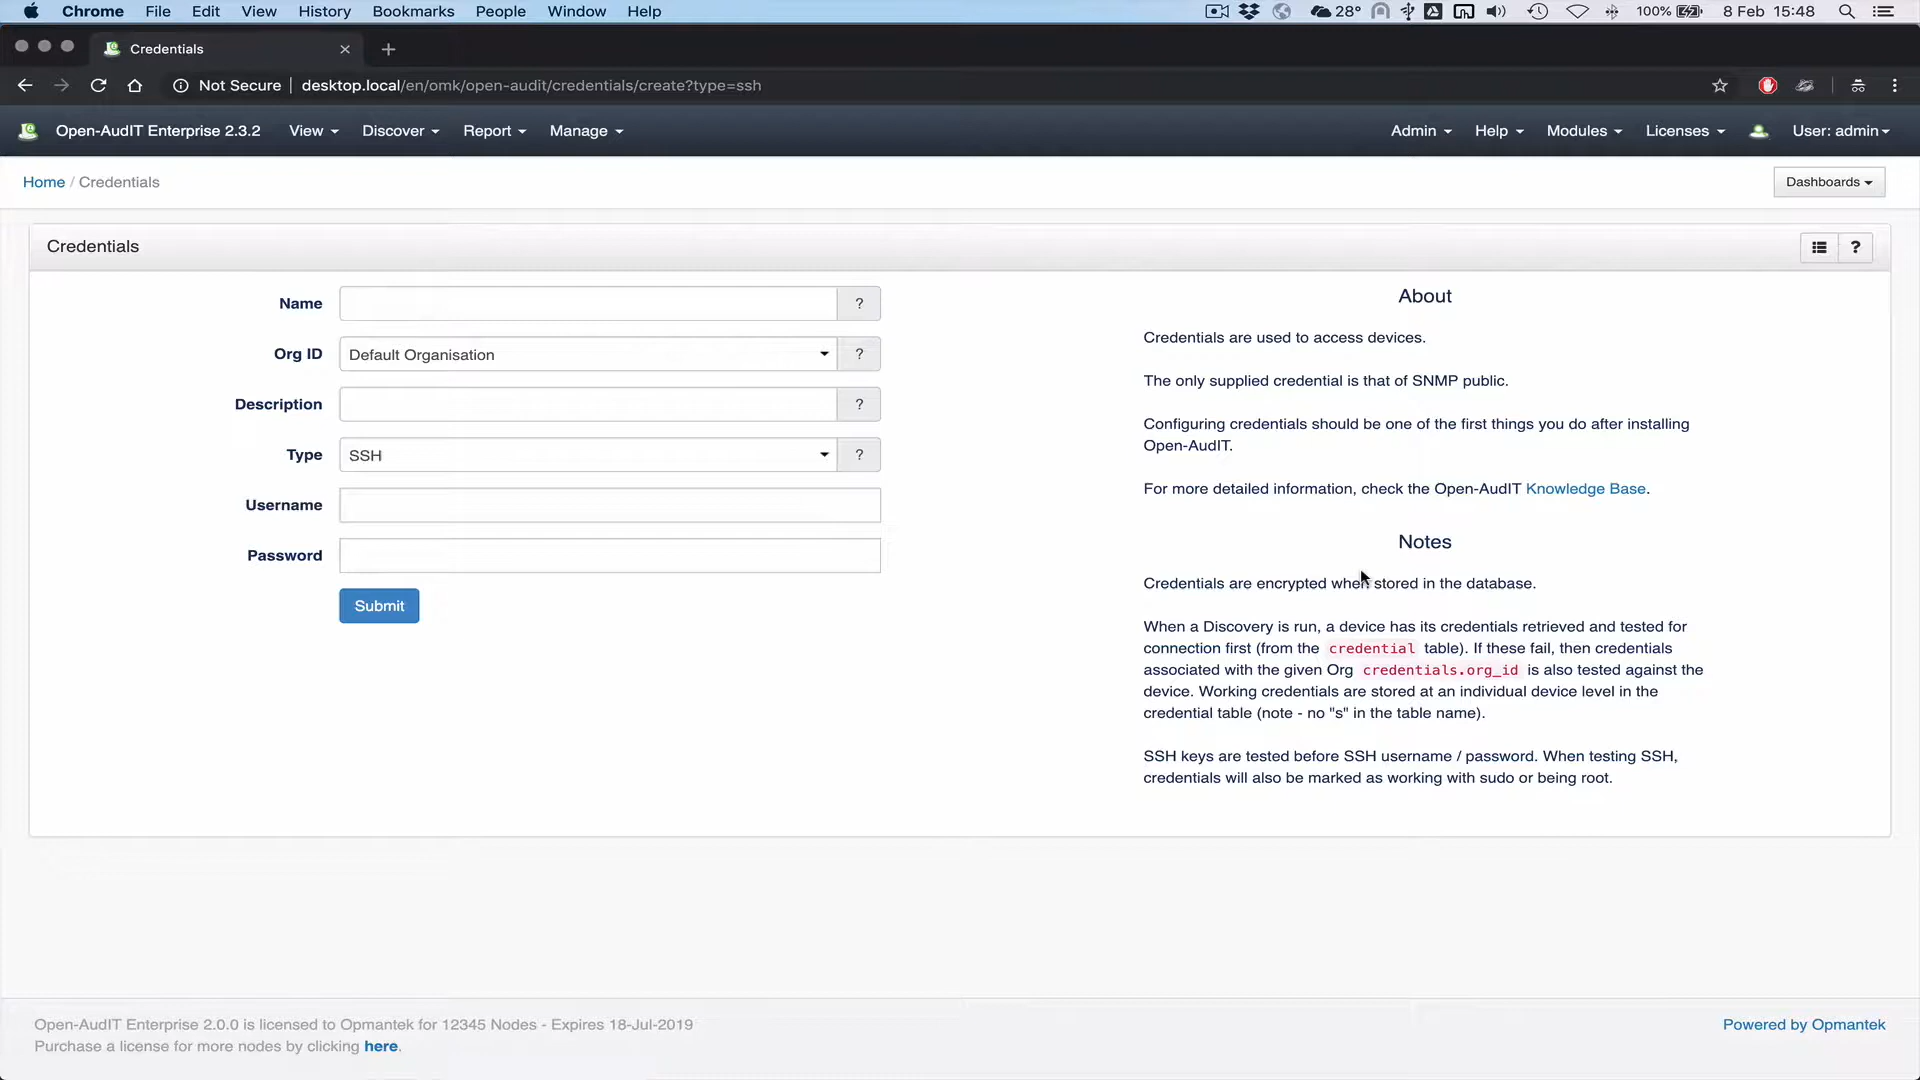 Chrome File Edit View History Bookmarks People Window Help 28° 100% 8 Feb 15:48
Credentials
Not Secure | desktop.local/en/omk/open-audit/credentials/create?type=ssh
Open-AudIT Enterprise 2.3.2 View Discover Report Manage Admin Help Modules Licenses User: admin
Home / Credentials Dashboards
Credentials ?
Name ?
Org ID Default Organisation ?
Description ?
Type SSH ?
Username
Password
Submit
About
Credentials are used to access devices.
The only supplied credential is that of SNMP public.
Configuring credentials should be one of the first things you do after installing
Open-AudIT.
For more detailed information, check the Open-AudIT Knowledge Base.
Notes
Credentials are encrypted when stored in the database.
When a Discovery is run, a device has its credentials retrieved and tested for
connection first (from the credential table). If these fail, then credentials
associated with the given Org credentials.org_id is also tested against the
device. Working credentials are stored at an individual device level in the
credential table (note - no "s" in the table name).
SSH keys are tested before SSH username / password. When testing SSH,
credentials will also be marked as working with sudo or being root.
Open-AudIT Enterprise 2.0.0 is licensed to Opmantek for 12345 Nodes - Expires 18-Jul-2019
Purchase a license for more nodes by clicking here.
Powered by Opmantek